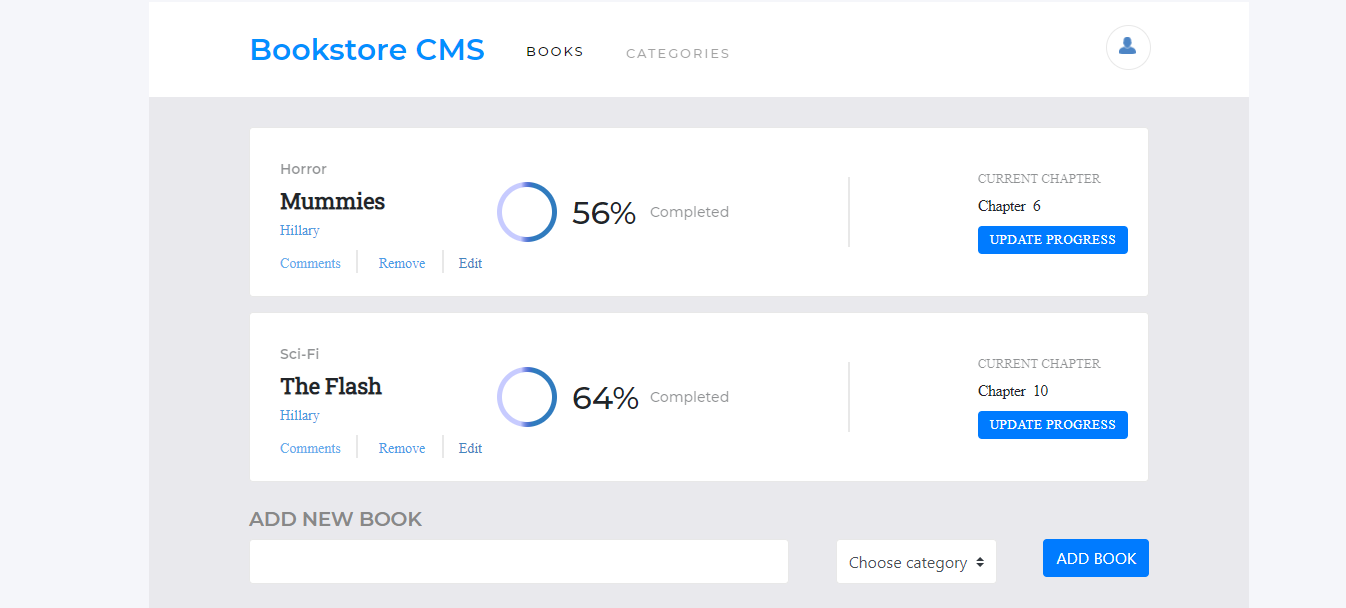 Bookstore CMS BOOKS CATEGORIES
Horror
Mummies
Hillary
Comments Remove Edit
56% Completed
CURRENT CHAPTER
Chapter 6
UPDATE PROGRESS
Sci-Fi
The Flash
Hillary
Comments Remove Edit
64% Completed
CURRENT CHAPTER
Chapter 10
UPDATE PROGRESS
ADD NEW BOOK
Choose category ADD BOOK